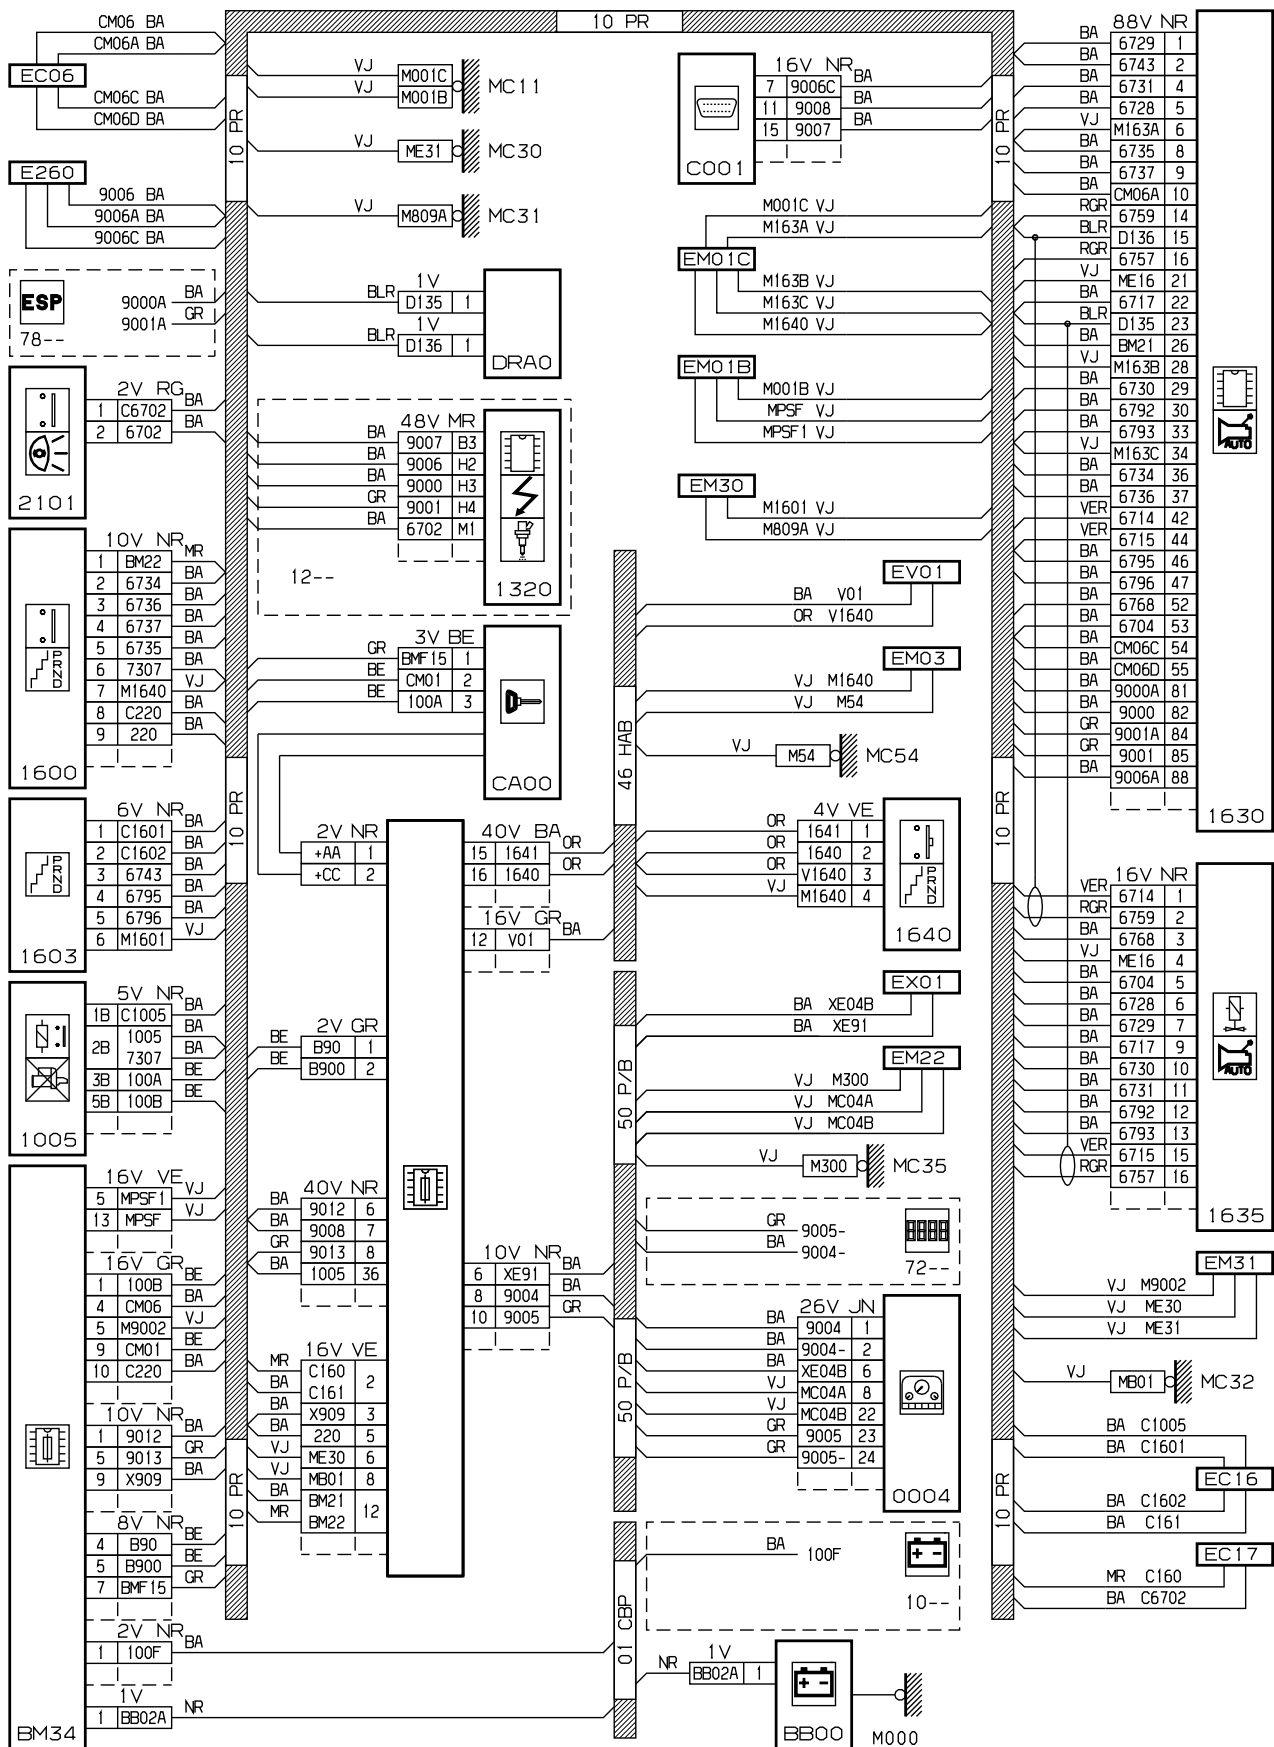 10 PR
CM06 BA
CM06A BA
EC06
CM06C BA
CM06D BA
E260
9006 BA
9006A BA
9006C BA
ESP
9000A BA
9001A GR
78--
2V RG
1 C6702 BA
2 6702 BA
2101
10V NR
1 BM22 MR
2 6734 BA
3 6736 BA
4 6737 BA
5 6735 BA
6 7307 BA
7 M1640 VJ
8 C220 BA
9 220 BA
PRND
1600
6V NR
1 C1601 BA
2 C1602 BA
3 6743 BA
4 6795 BA
5 6796 BA
6 M1601 VJ
PRND
1603
5V NR
1B C1005 BA
2B 1005 BA
7307 BA
3B 100A BE
5B 100B BE
1005
16V VE
5 MPSF1 VJ
13 MPSF VJ
16V GR
1 100B BE
4 CM06 BA
5 M9002 VJ
9 CM01 BE
10 C220 BA
10V NR
1 9012 BA
5 9013 GR
9 X909 BA
8V NR
4 B90 BE
5 B900 BE
7 BMF15 GR
2V NR
1 100F BA
1V
1 BB02A NR
BM34
10 PR
10 PR
10 PR
VJ M001C
VJ M001B
MC11
VJ ME31 MC30
VJ M809A MC31
1V
BLR D135 1
1V
BLR D136 1
DRA0
48V MR
BA 9007 B3
BA 9006 H2
BA 9000 H3
GR 9001 H4
BA 6702 M1
12--
1320
3V BE
GR BMF15 1
BE CM01 2
BE 100A 3
CA00
2V NR
+AA 1
+CC 2
2V GR
BE B90 1
BE B900 2
40V NR
BA 9012 6
BA 9008 7
GR 9013 8
BA 1005 36
16V VE
MR C160 2
BA C161
BA X909 3
BA 220 5
VJ ME30 6
VJ MB01 8
BA BM21 12
MR BM22
40V BA
15 1641 OR
16 1640 OR
16V GR
12 V01 BA
10V NR
6 XE91 BA
8 9004 BA
10 9005 GR
16V NR
7 9006C BA
11 9008 BA
15 9007 BA
C001
M001C VJ
M163A VJ
EM01C
M163B VJ
M163C VJ
M1640 VJ
EM01B
M001B VJ
MPSF VJ
MPSF1 VJ
EM30
M1601 VJ
M809A VJ
EV01
BA V01
OR V1640
EM03
VJ M1640
VJ M54
46 HAB
VJ M54 MC54
4V VE
OR 1641 1
OR 1640 2
OR V1640 3
VJ M1640 4
PRND
1640
EX01
BA XE04B
BA XE91
EM22
50 P/B
VJ M300
VJ MC04A
VJ MC04B
VJ M300 MC35
GR 9005-
BA 9004-
72--
26V JN
BA 9004 1
BA 9004- 2
BA XE04B 6
VJ MC04A 8
VJ MC04B 22
GR 9005 23
GR 9005- 24
0004
50 P/B
BA 100F
10--
01 CBP
1V
NR BB02A 1
BB00
M000
10 PR
10 PR
10 PR
88V NR
BA 6729 1
BA 6743 2
BA 6731 4
BA 6728 5
VJ M163A 6
BA 6735 8
BA 6737 9
BA CM06A 10
RGR 6759 14
BLR D136 15
RGR 6757 16
VJ ME16 21
BA 6717 22
BLR D135 23
BA BM21 26
VJ M163B 28
BA 6730 29
BA 6792 30
BA 6793 33
VJ M163C 34
BA 6734 36
BA 6736 37
VER 6714 42
VER 6715 44
BA 6795 46
BA 6796 47
BA 6768 52
BA 6704 53
BA CM06C 54
BA CM06D 55
BA 9000A 81
BA 9000 82
GR 9001A 84
GR 9001 85
BA 9006A 88
AUTO
1630
16V NR
VER 6714 1
RGR 6759 2
BA 6768 3
VJ ME16 4
BA 6704 5
BA 6728 6
BA 6729 7
BA 6717 9
BA 6730 10
BA 6731 11
BA 6792 12
BA 6793 13
VER 6715 15
RGR 6757 16
AUTO
1635
EM31
VJ M9002
VJ ME30
VJ ME31
VJ MB01 MC32
BA C1005
BA C1601
EC16
BA C1602
BA C161
EC17
MR C160
BA C6702